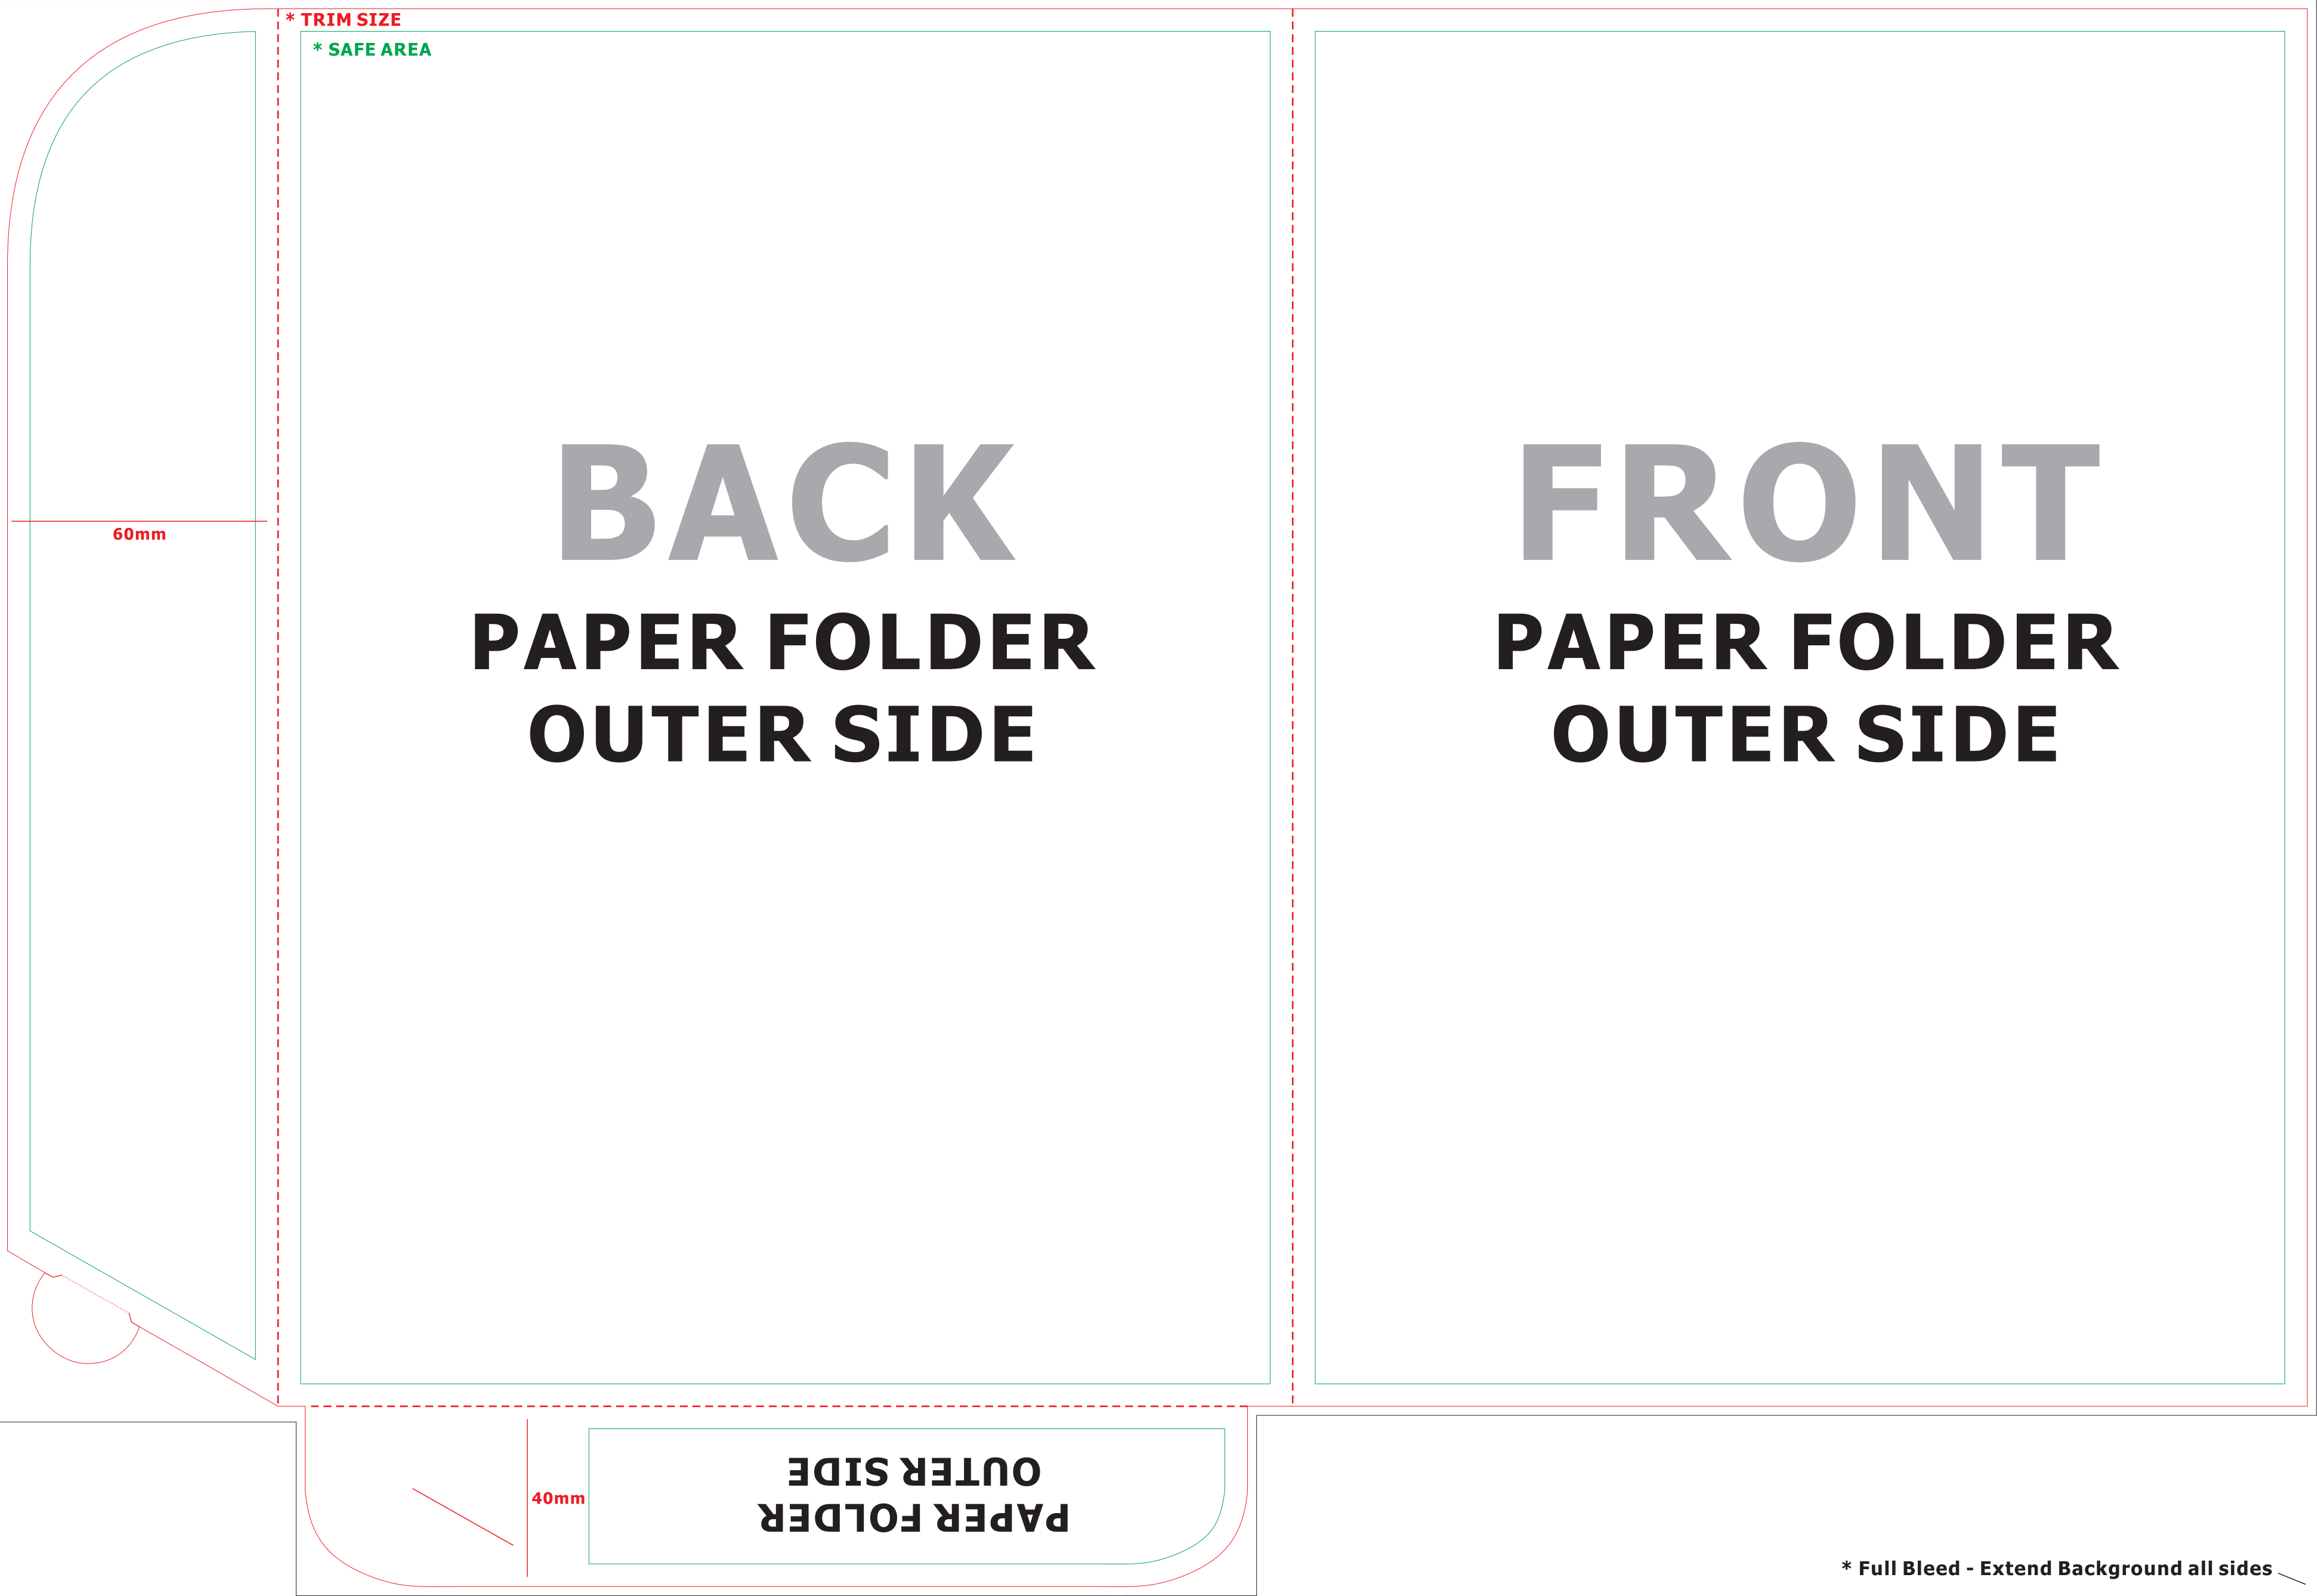 * TRIM SIZE
* SAFE AREA
BACK
PAPER FOLDER
OUTER SIDE
FRONT
PAPER FOLDER
OUTER SIDE
60mm
40mm
PAPER FOLDER
OUTER SIDE
* Full Bleed - Extend Background all sides